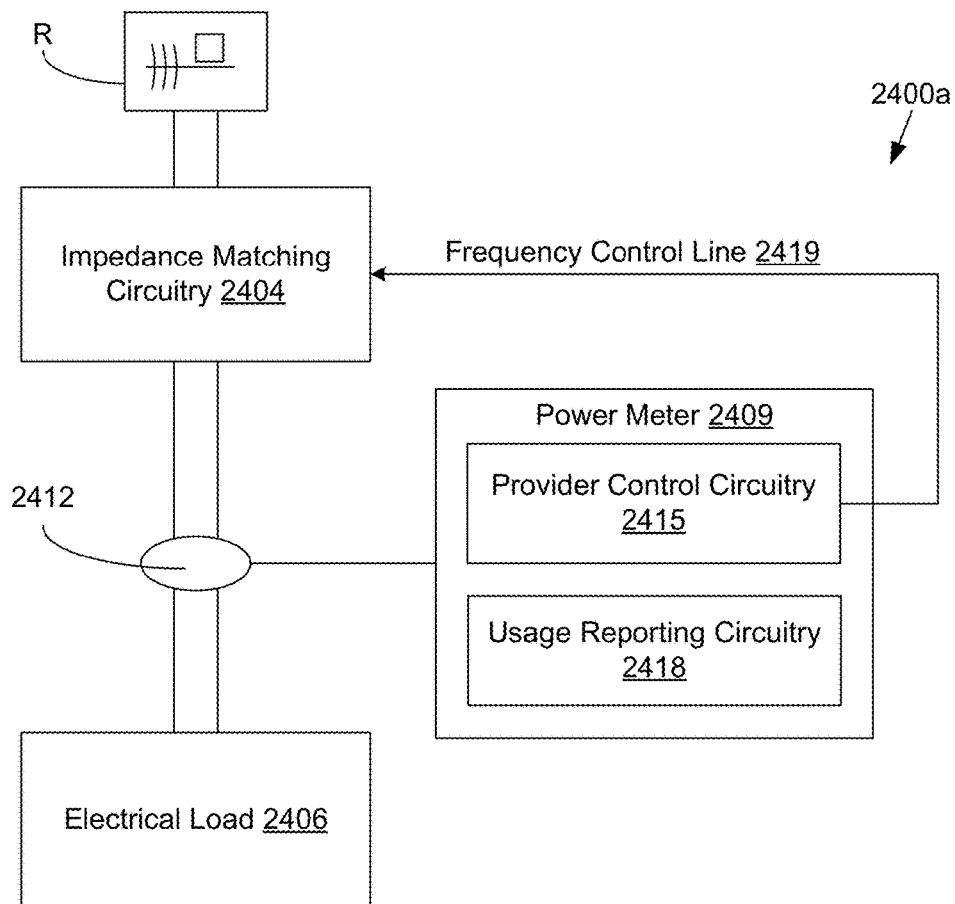 R
2400a
Impedance Matching
Circuitry 2404
Frequency Control Line 2419
Power Meter 2409
Provider Control Circuitry
2415
2412
Usage Reporting Circuitry
2418
Electrical Load 2406